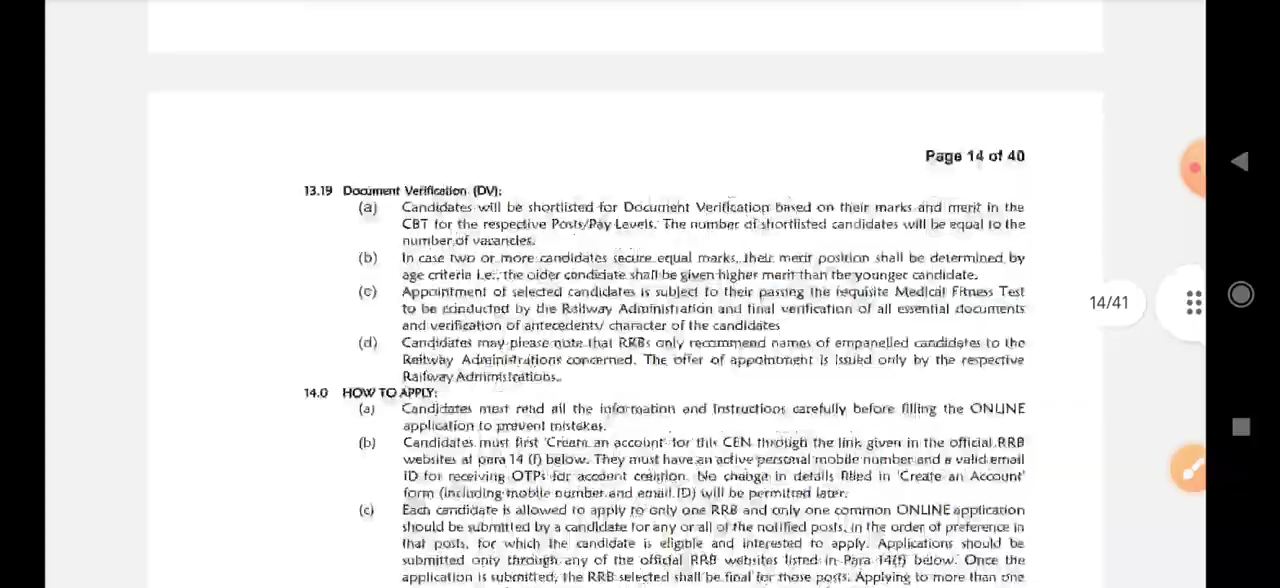 Page 14 of 40
13.19 Document Verification (DV):
(a) Candidates will be shortlisted for Document Verification based on their marks and merit in the
CBT for the respective Posts/Pay Levels. The number of shortlisted candidates will be equal to the
number of vacancies.
(b) In case two or more candidates secure equal marks, their merit position shall be determined by
age criteria i.e., the older candidate shall be given higher merit than the younger candidate.
(c) Appointment of selected candidates is subject to their passing the requisite Medical Fitness Test
to be conducted by the Railway Administration and final verification of all essential documents
and verification of antecedents/ character of the candidates
(d) Candidates may please note that RRBs only recommend names of empanelled candidates to the
Railway Administrations concerned. The offer of appointment is issued only by the respective
Railway Administrations.
14.0 HOW TO APPLY:
(a) Candidates must read all the information and Instructions carefully before filling the ONLINE
application to prevent mistakes.
(b) Candidates must first 'Create an account' for this CEN through the link given in the official RRB
websites at para 14 (f) below. They must have an active personal mobile number and a valid email
ID for receiving OTPs for account creation. No change in details filled in 'Create an Account'
form (including mobile number and email ID) will be permitted later.
(c) Each candidate is allowed to apply to only one RRB and only one common ONLINE application
should be submitted by a candidate for any or all of the notified posts, in the order of preference in
that posts, for which the candidate is eligible and interested to apply. Applications should be
submitted only through any of the official RRB websites listed in Para 14(f) below. Once the
application is submitted, the RRB selected shall be final for those posts. Applying to more than one
14/41